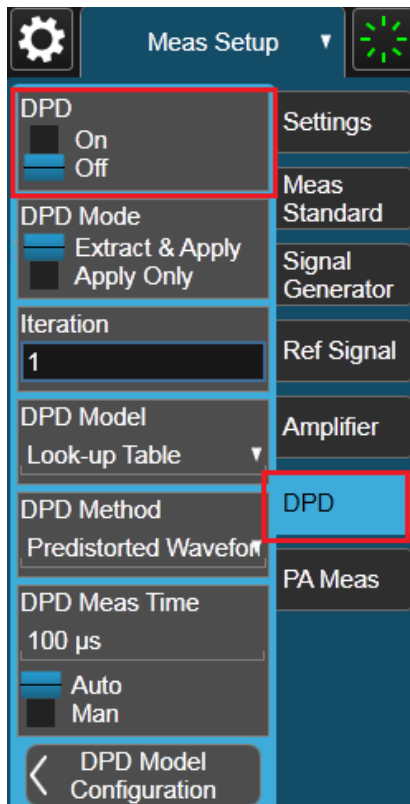 Meas Setup
DPD
On
Off
DPD Mode
Extract & Apply
Apply Only
Iteration
1
DPD Model
Look-up Table
DPD Method
Predistorted Wavefor
DPD Meas Time
100 µs
Auto
Man
DPD Model
Configuration
Settings
Meas
Standard
Signal
Generator
Ref Signal
Amplifier
DPD
PA Meas